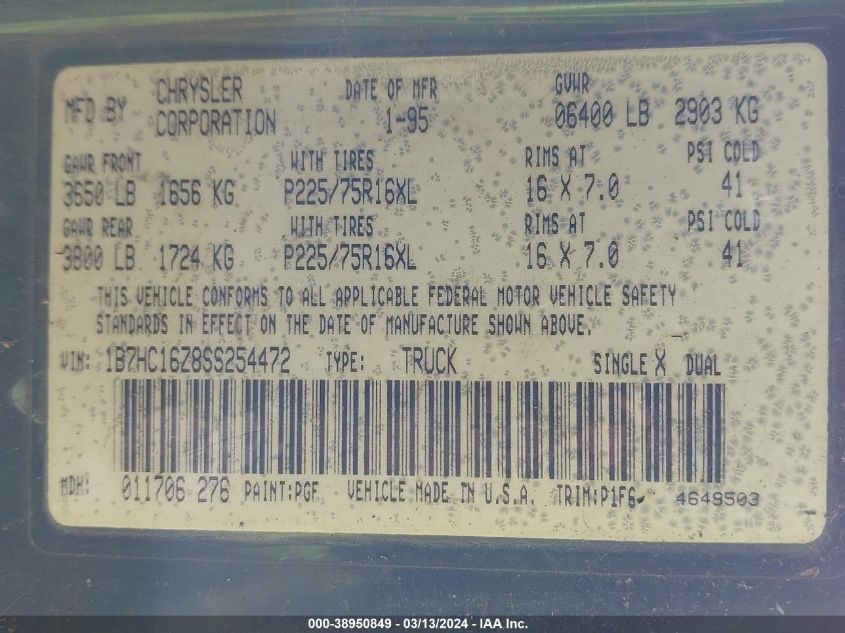 MFD BY CHRYSLER CORPORATION DATE OF MFR 1-95 GVWR 06400 LB 2903 KG
GAWR FRONT WITH TIRES RIMS AT PSI COLD
3650 LB 1656 KG P225/75R16XL 16 X 7.0 41
GAWR REAR WITH TIRES RIMS AT PSI COLD
3800 LB 1724 KG P225/75R16XL 16 X 7.0 41
THIS VEHICLE CONFORMS TO ALL APPLICABLE FEDERAL MOTOR VEHICLE SAFETY
STANDARDS IN EFFECT ON THE DATE OF MANUFACTURE SHOWN ABOVE.
VIN: 1B7HC16Z8SS254472 TYPE: TRUCK SINGLE X DUAL
MDH: 011706 276 PAINT:PGF VEHICLE MADE IN U.S.A. TRIM:P1F6 4648503
000-38950849 / 03/13/2024 - IAA Inc.